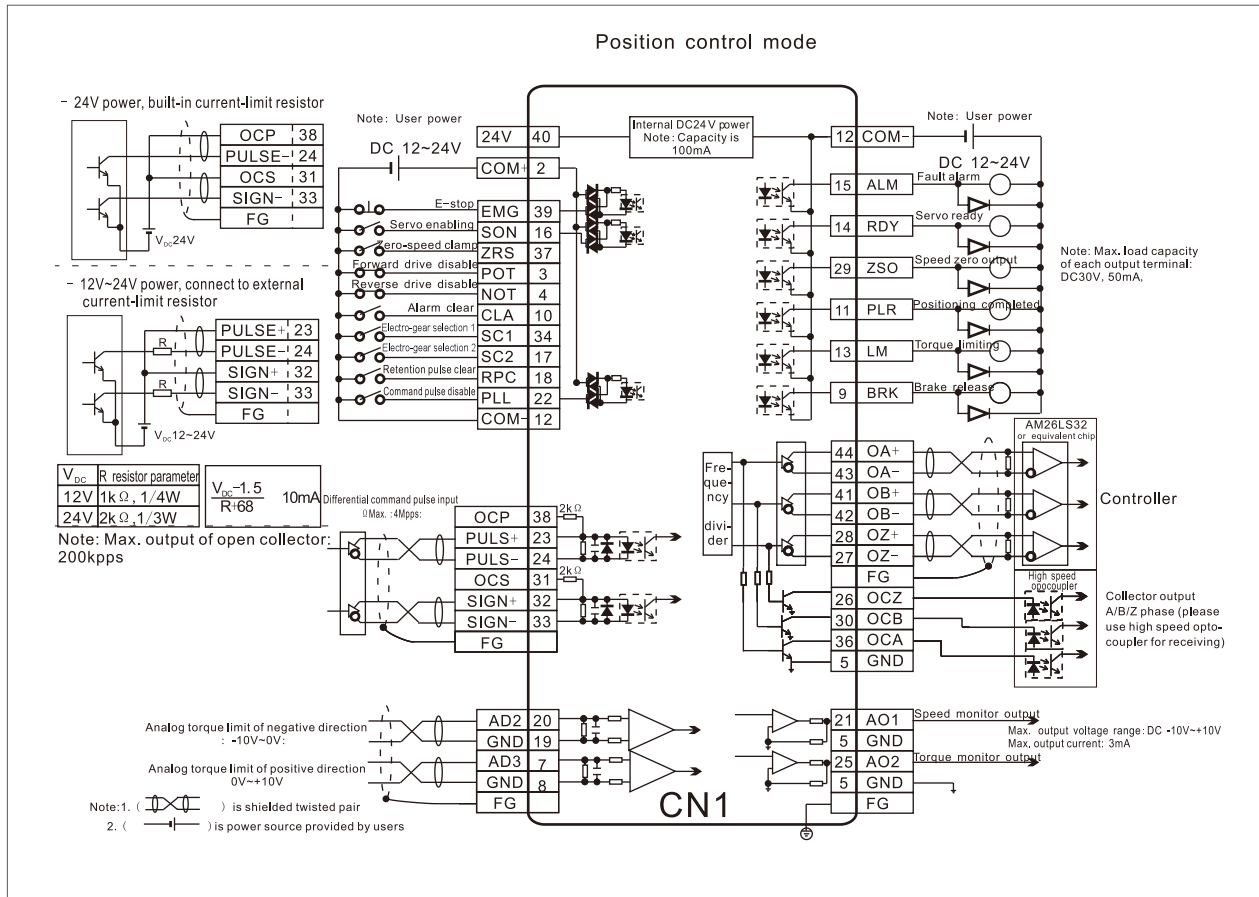 Position control mode
- 24V power, built-in current-limit resistor
OCP 38
PULSE- 24
OCS 31
SIGN- 33
FG
VDC24V
- 12V~24V power, connect to external
current-limit resistor
R
R
PULSE+ 23
PULSE- 24
SIGN+ 32
SIGN- 33
FG
VDC12~24V
VDC R resistor parameter
12V 1kΩ, 1/4W
24V 2kΩ,1/3W
VDC-1.5
R+68
10mA
Note: Max. output of open collector:
200kpps
Note: User power
DC 12~24V
24V 40
COM+ 2
E-stop EMG 39
Servo enabling SON 16
Zero-speed clamp ZRS 37
Forward drive disable POT 3
Reverse drive disable NOT 4
Alarm clear CLA 10
Electro-gear selection 1 SC1 34
Electro-gear selection 2 SC2 17
Retention pulse clear RPC 18
Command pulse disable PLL 22
COM- 12
Internal DC24V power
Note: Capacity is
100mA
Differential command pulse input
ΩMax. :4Mpps:
OCP 38 2kΩ
PULS+ 23
PULS- 24
OCS 31 2kΩ
SIGN+ 32
SIGN- 33
FG
Analog torque limit of negative direction
: -10V~0V:
Analog torque limit of positive direction
0V~+10V
AD2 20
GND 19
AD3 7
GND 8
FG
Note:1. ( ) is shielded twisted pair
2. ( ) is power source provided by users
CN1
12 COM-
Note: User power
DC 12~24V
15 ALM Fault alarm
14 RDY Servo ready
29 ZSO Speed zero output
11 PLR Positioning completed
13 LM Torque limiting
9 BRK Brake release
Note: Max. load capacity
of each output terminal:
DC30V, 50mA,
Fre-
quency
divi-
der
44 OA+
43 OA-
41 OB+
42 OB-
28 OZ+
27 OZ-
FG
26 OCZ
30 OCB
36 OCA
5 GND
AM26LS32
or equivalent chip
Controller
High speed
opocoupler
Collector output
A/B/Z phase (please
use high speed opto-
coupler for receiving)
21 AO1 Speed monitor output
5 GND
25 AO2 Torque monitor output
5 GND
FG
Max. output voltage range: DC -10V~+10V
Max, output current: 3mA